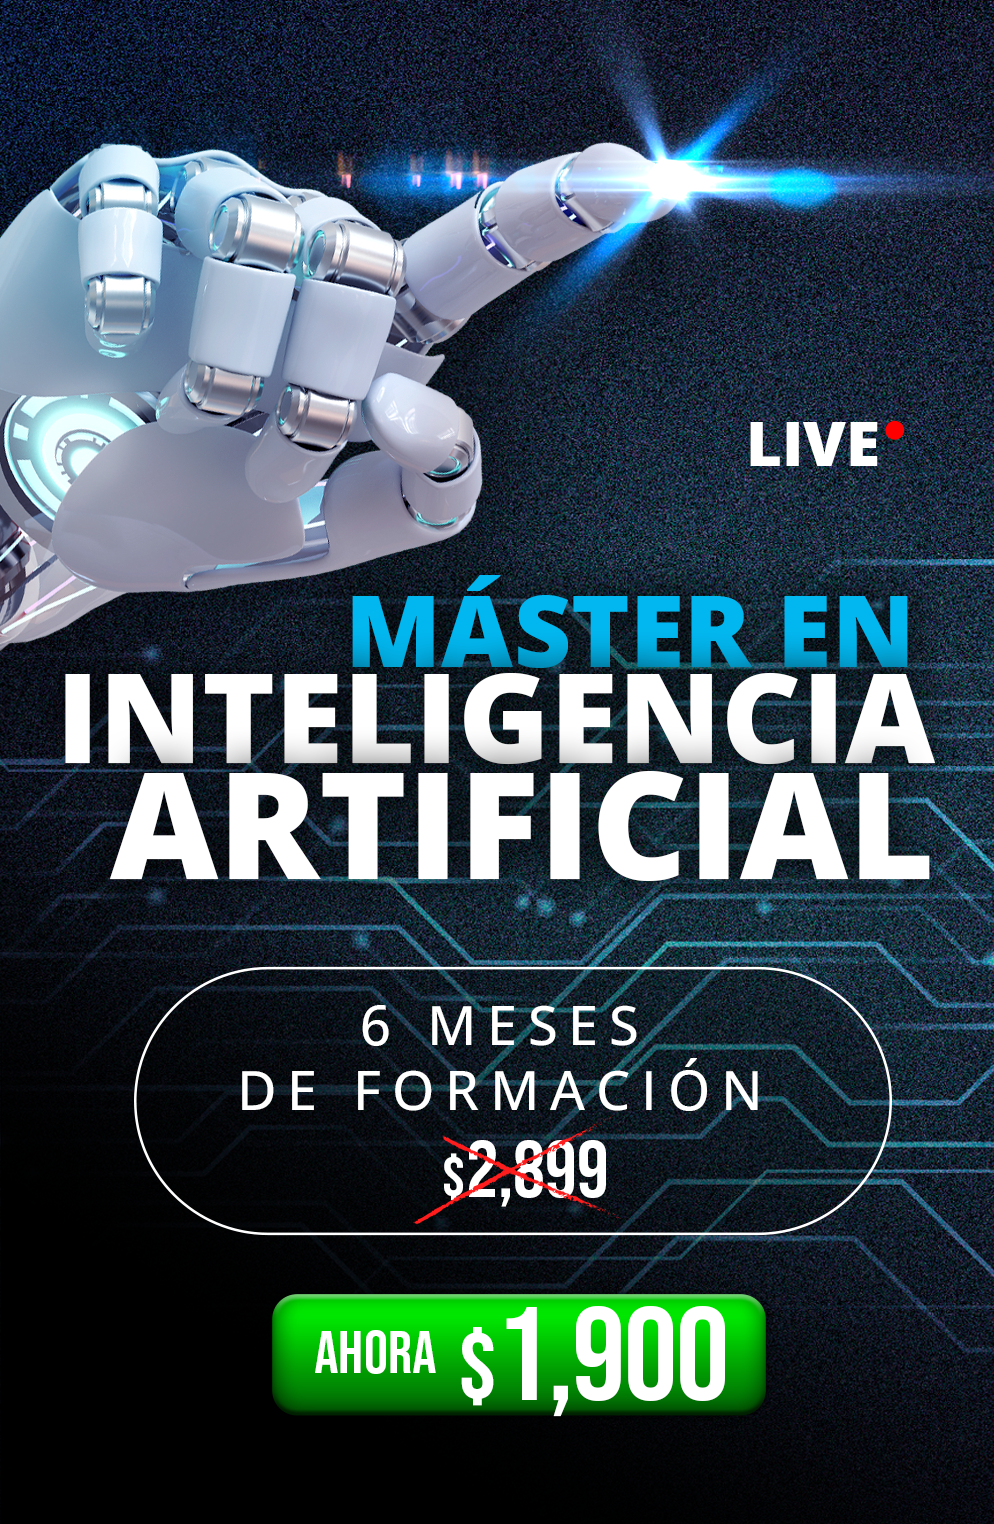 LIVE
MÁSTER EN
INTELIGENCIA
ARTIFICIAL
6 MESES
DE FORMACIÓN
$2,899
AHORA $1,900